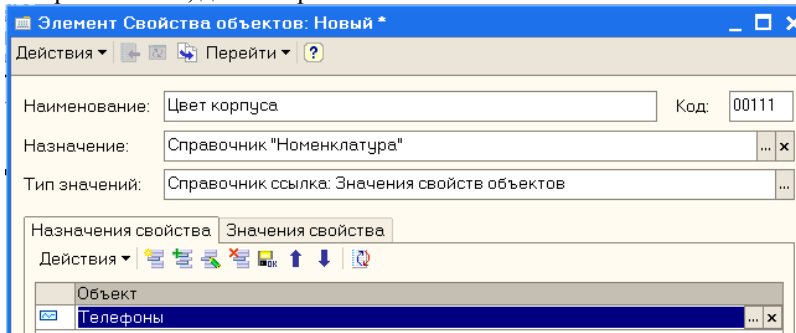 Элемент Свойства объектов: Новый *
Действия Перейти ?
Наименование: Цвет корпуса Код: 00111
Назначение: Справочник "Номенклатура" ... x
Тип значений: Справочник ссылка: Значения свойств объектов ...
Назначения свойства Значения свойства
Действия
Объект
Телефоны ... x